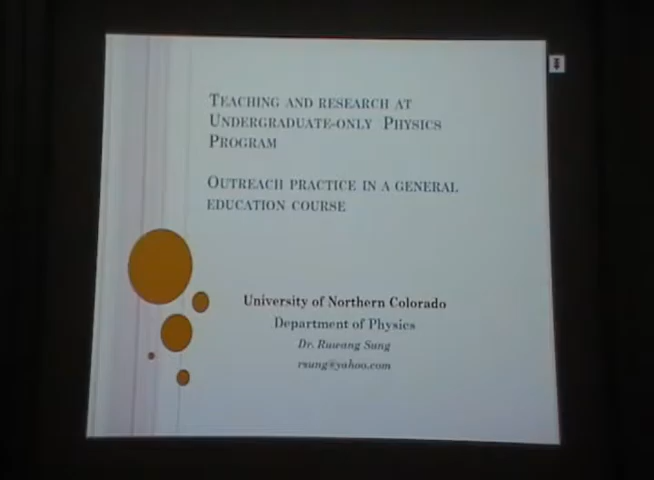 TEACHING AND RESEARCH AT
UNDERGRADUATE-ONLY PHYSICS
PROGRAM
OUTREACH PRACTICE IN A GENERAL
EDUCATION COURSE
University of Northern Colorado
Department of Physics
Dr. Ruwang Sung
rsung@yahoo.com